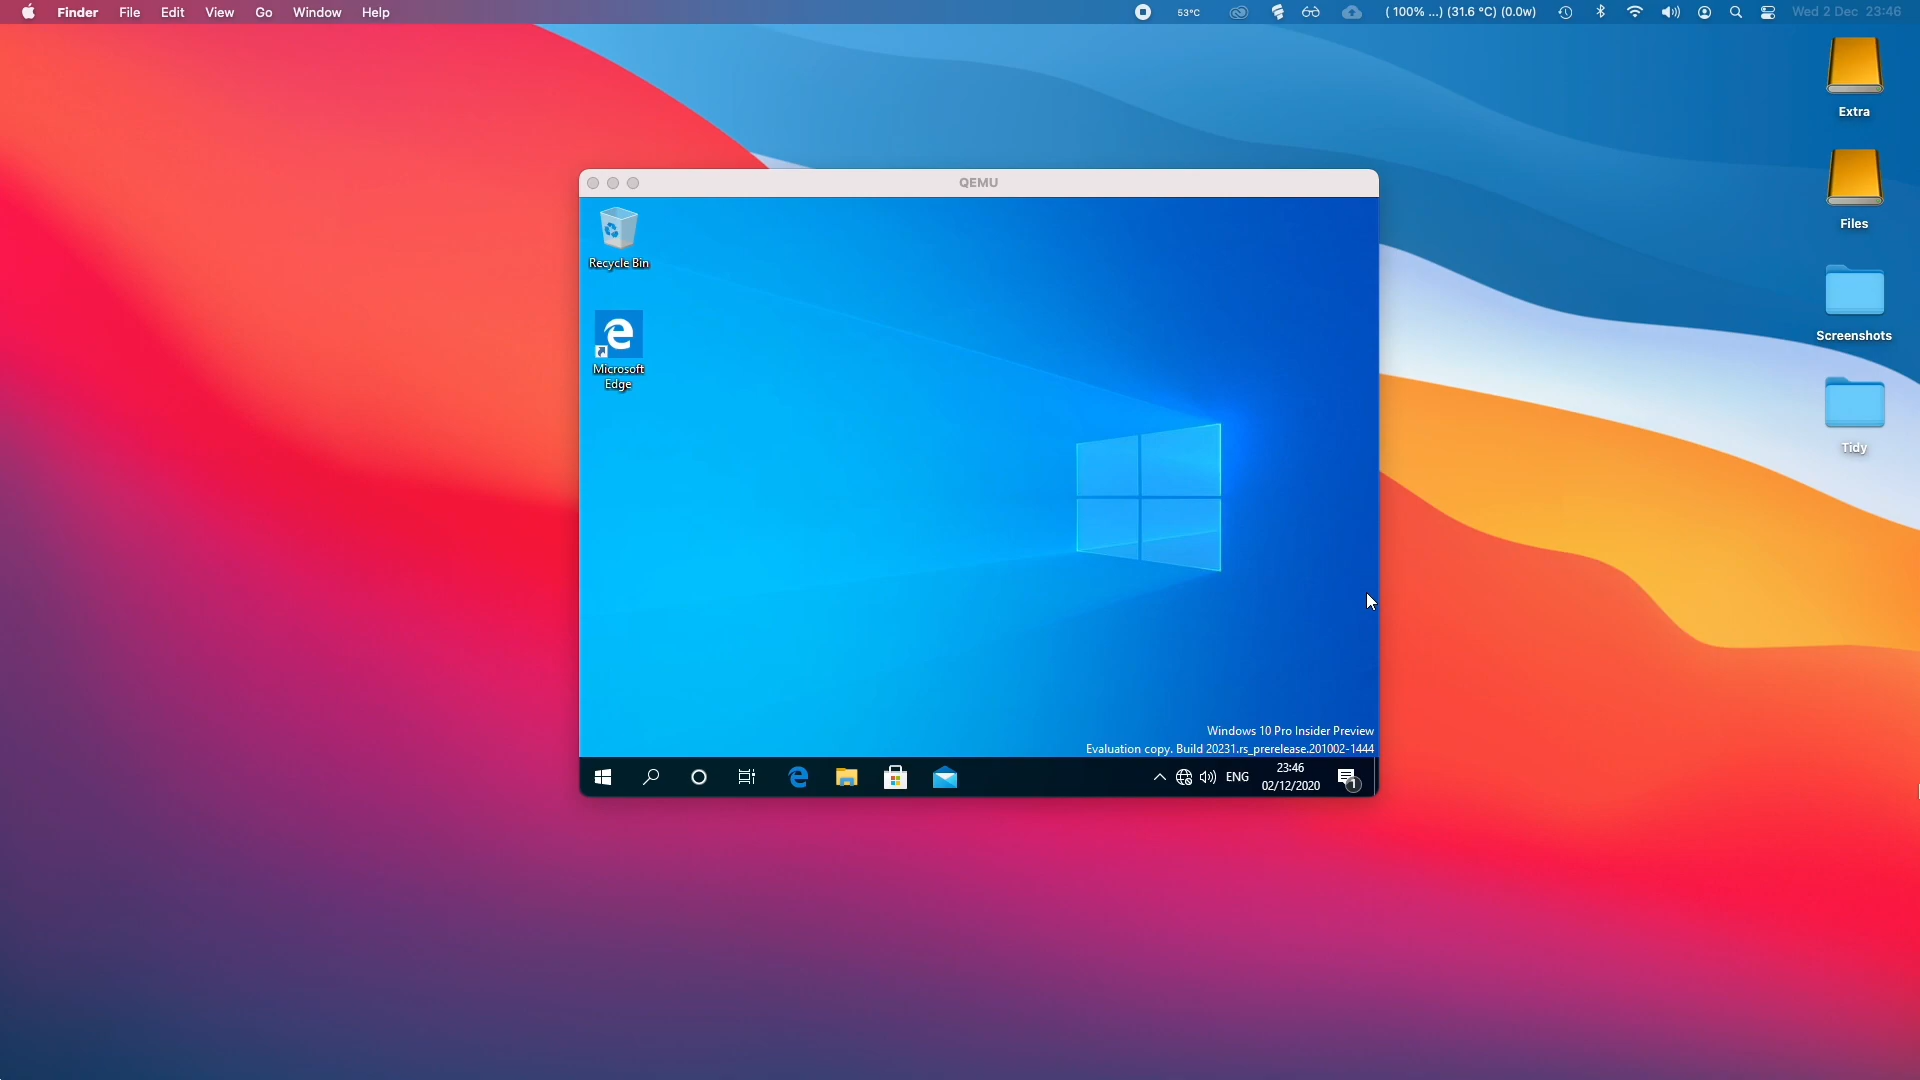 Finder File Edit View Go Window Help
53°C ( 100% ...) (31.6 °C) (0.0w) Wed 2 Dec 23:46
Extra
Files
Screenshots
Tidy
QEMU
Recycle Bin
Microsoft
Edge
Windows 10 Pro Insider Preview
Evaluation copy. Build 20231.rs_prerelease.201002-1444
ENG
23:46
02/12/2020
1